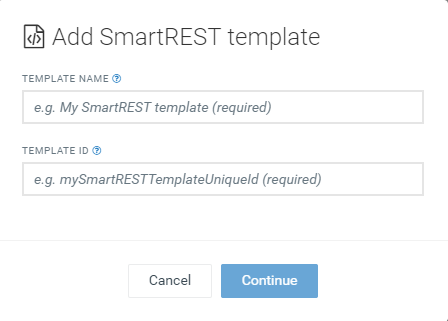 Add SmartREST template
TEMPLATE NAME
e.g. My SmartREST template (required)
TEMPLATE ID
e.g. mySmartRESTTemplateUniqueId (required)
Cancel
Continue